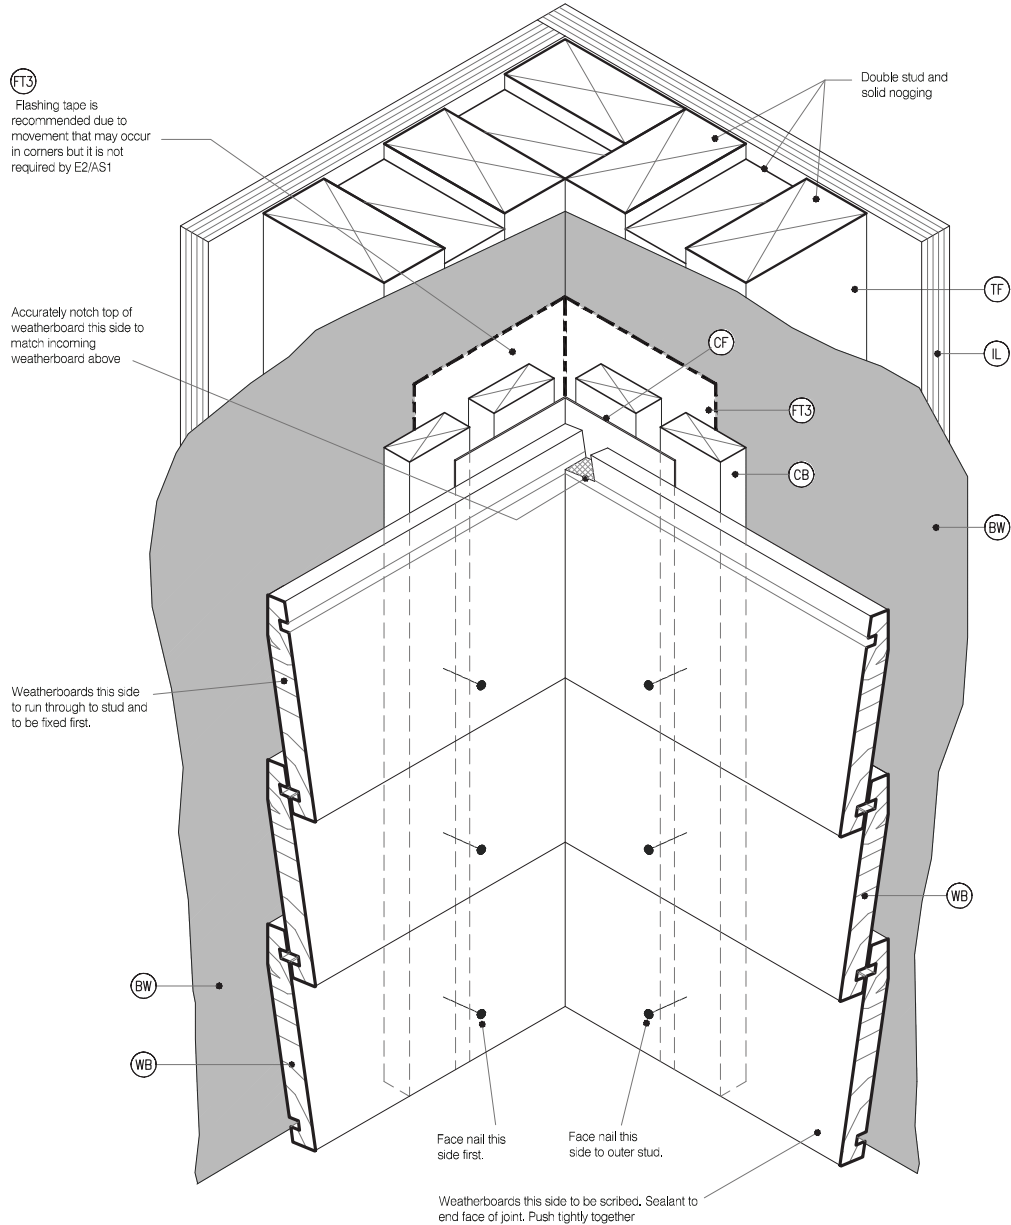 FT3
Flashing tape is
recommended due to
movement that may occur
in corners but it is not
required by E2/AS1
Double stud and
solid nogging
TF
IL
Accurately notch top of
weatherboard this side to
match incoming
weatherboard above
CF
FT3
CB
BW
Weatherboards this side
to run through to stud and
to be fixed first.
WB
BW
WB
Face nail this
side first.
Face nail this
side to outer stud.
Weatherboards this side to be scribed. Sealant to
end face of joint. Push tightly together